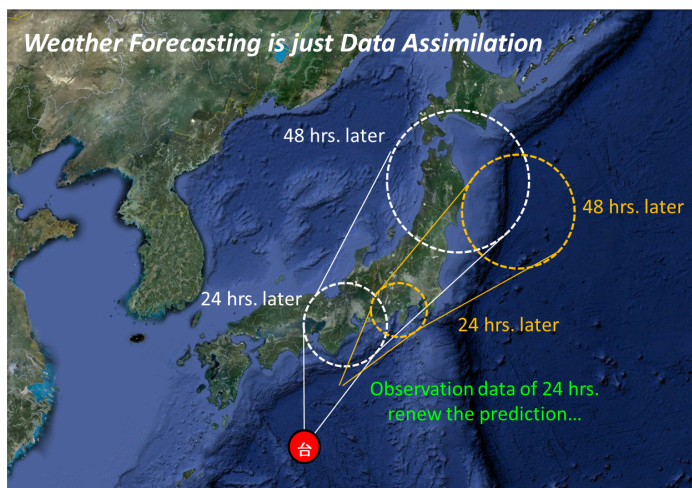 Weather Forecasting is just Data Assimilation
48 hrs. later
48 hrs. later
24 hrs. later
24 hrs. later
Observation data of 24 hrs.
renew the prediction...
台